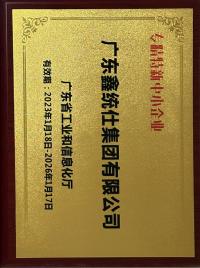 专精特新中小企业
广东鑫统仕集团有限公司
广东省工业和信息化厅
有效期：2023年1月18日-2026年1月17日